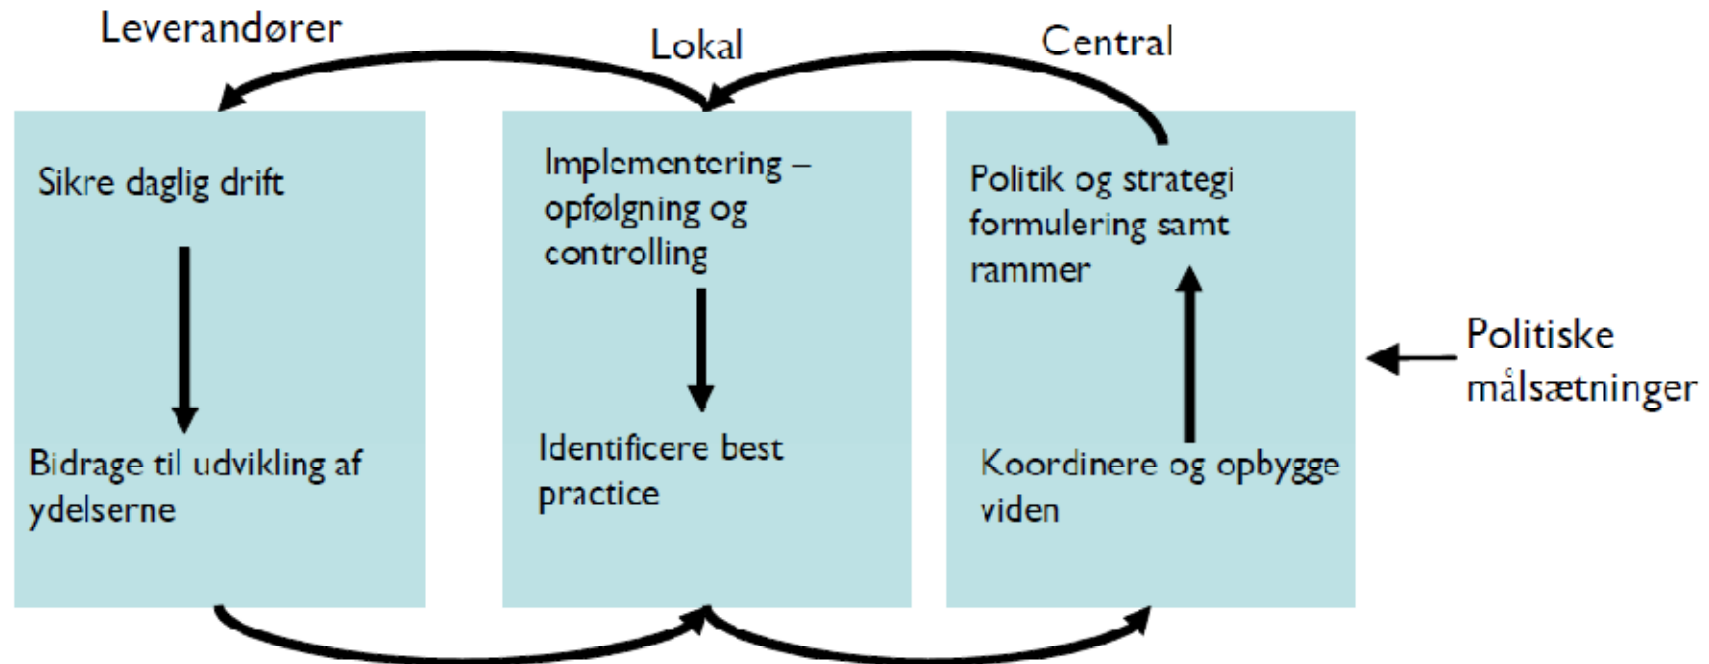 Leverandører
Lokal
Central
Sikre daglig drift
Bidrage til udvikling af
ydelserne
Implementering –
opfølgning og
controlling
Identificere best
practice
Politik og strategi
formulering samt
rammer
Koordinere og opbygge
viden
Politiske
målsætninger